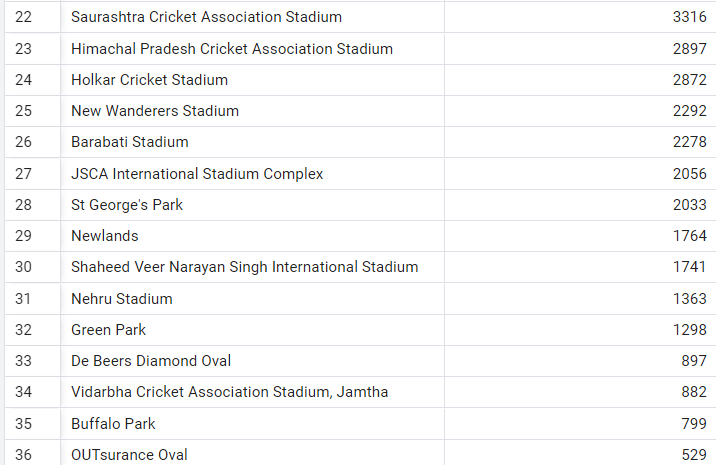 22 Saurashtra Cricket Association Stadium 3316
23 Himachal Pradesh Cricket Association Stadium 2897
24 Holkar Cricket Stadium 2872
25 New Wanderers Stadium 2292
26 Barabati Stadium 2278
27 JSCA International Stadium Complex 2056
28 St George's Park 2033
29 Newlands 1764
30 Shaheed Veer Narayan Singh International Stadium 1741
31 Nehru Stadium 1363
32 Green Park 1298
33 De Beers Diamond Oval 897
34 Vidarbha Cricket Association Stadium, Jamtha 882
35 Buffalo Park 799
36 OUTsurance Oval 529